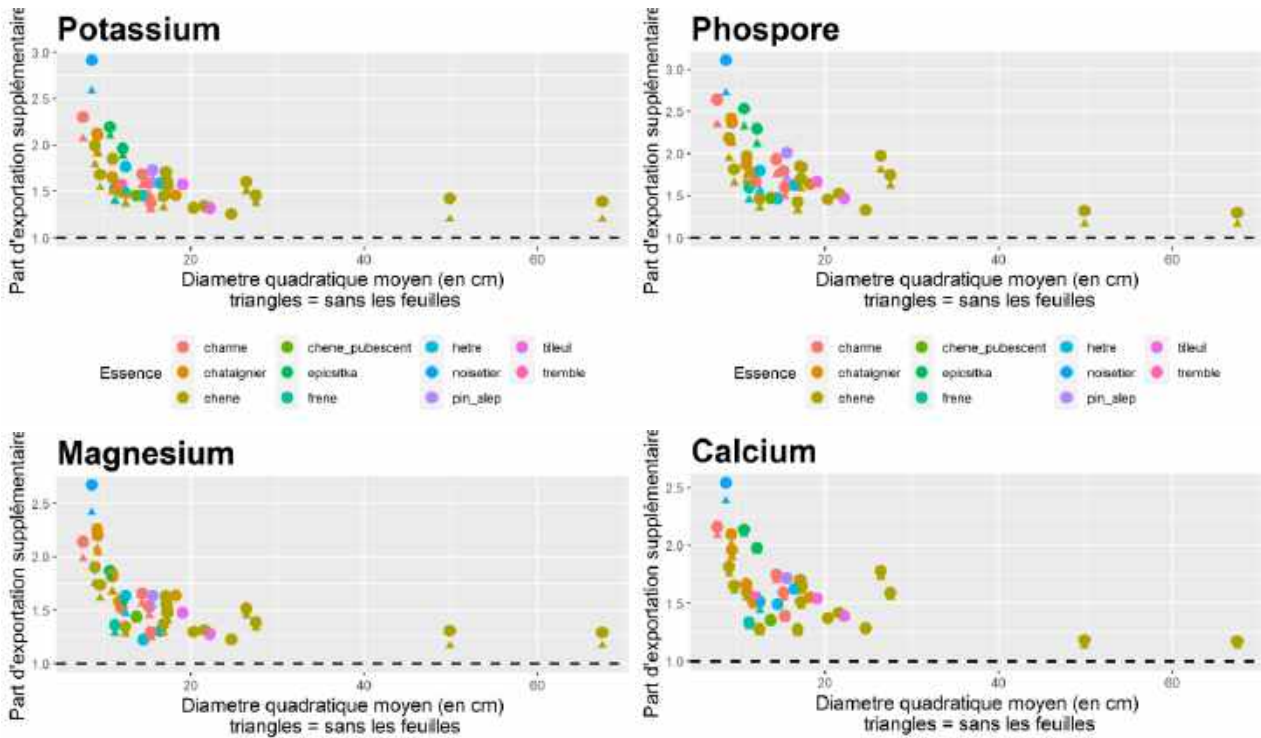 Potassium
Part d'exportation supplémentaire
3.0
2.5
2.0
1.5
1.0
20 40 60
Diametre quadratique moyen (en cm)
triangles = sans les feuilles
Essence
charme chene_pubescent hetre tilleul
chataignier epicsitka noisetier tremble
chene frene pin_alep
Phospore
Part d'exportation supplémentaire
3.0
2.5
2.0
1.5
1.0
20 40 60
Diametre quadratique moyen (en cm)
triangles = sans les feuilles
Essence
charme chene_pubescent hetre tilleul
chataignier epicsitka noisetier tremble
chene frene pin_alep
Magnesium
Part d'exportation supplémentaire
2.5
2.0
1.5
1.0
20 40 60
Diametre quadratique moyen (en cm)
triangles = sans les feuilles
Calcium
Part d'exportation supplémentaire
2.5
2.0
1.5
1.0
20 40 60
Diametre quadratique moyen (en cm)
triangles = sans les feuilles